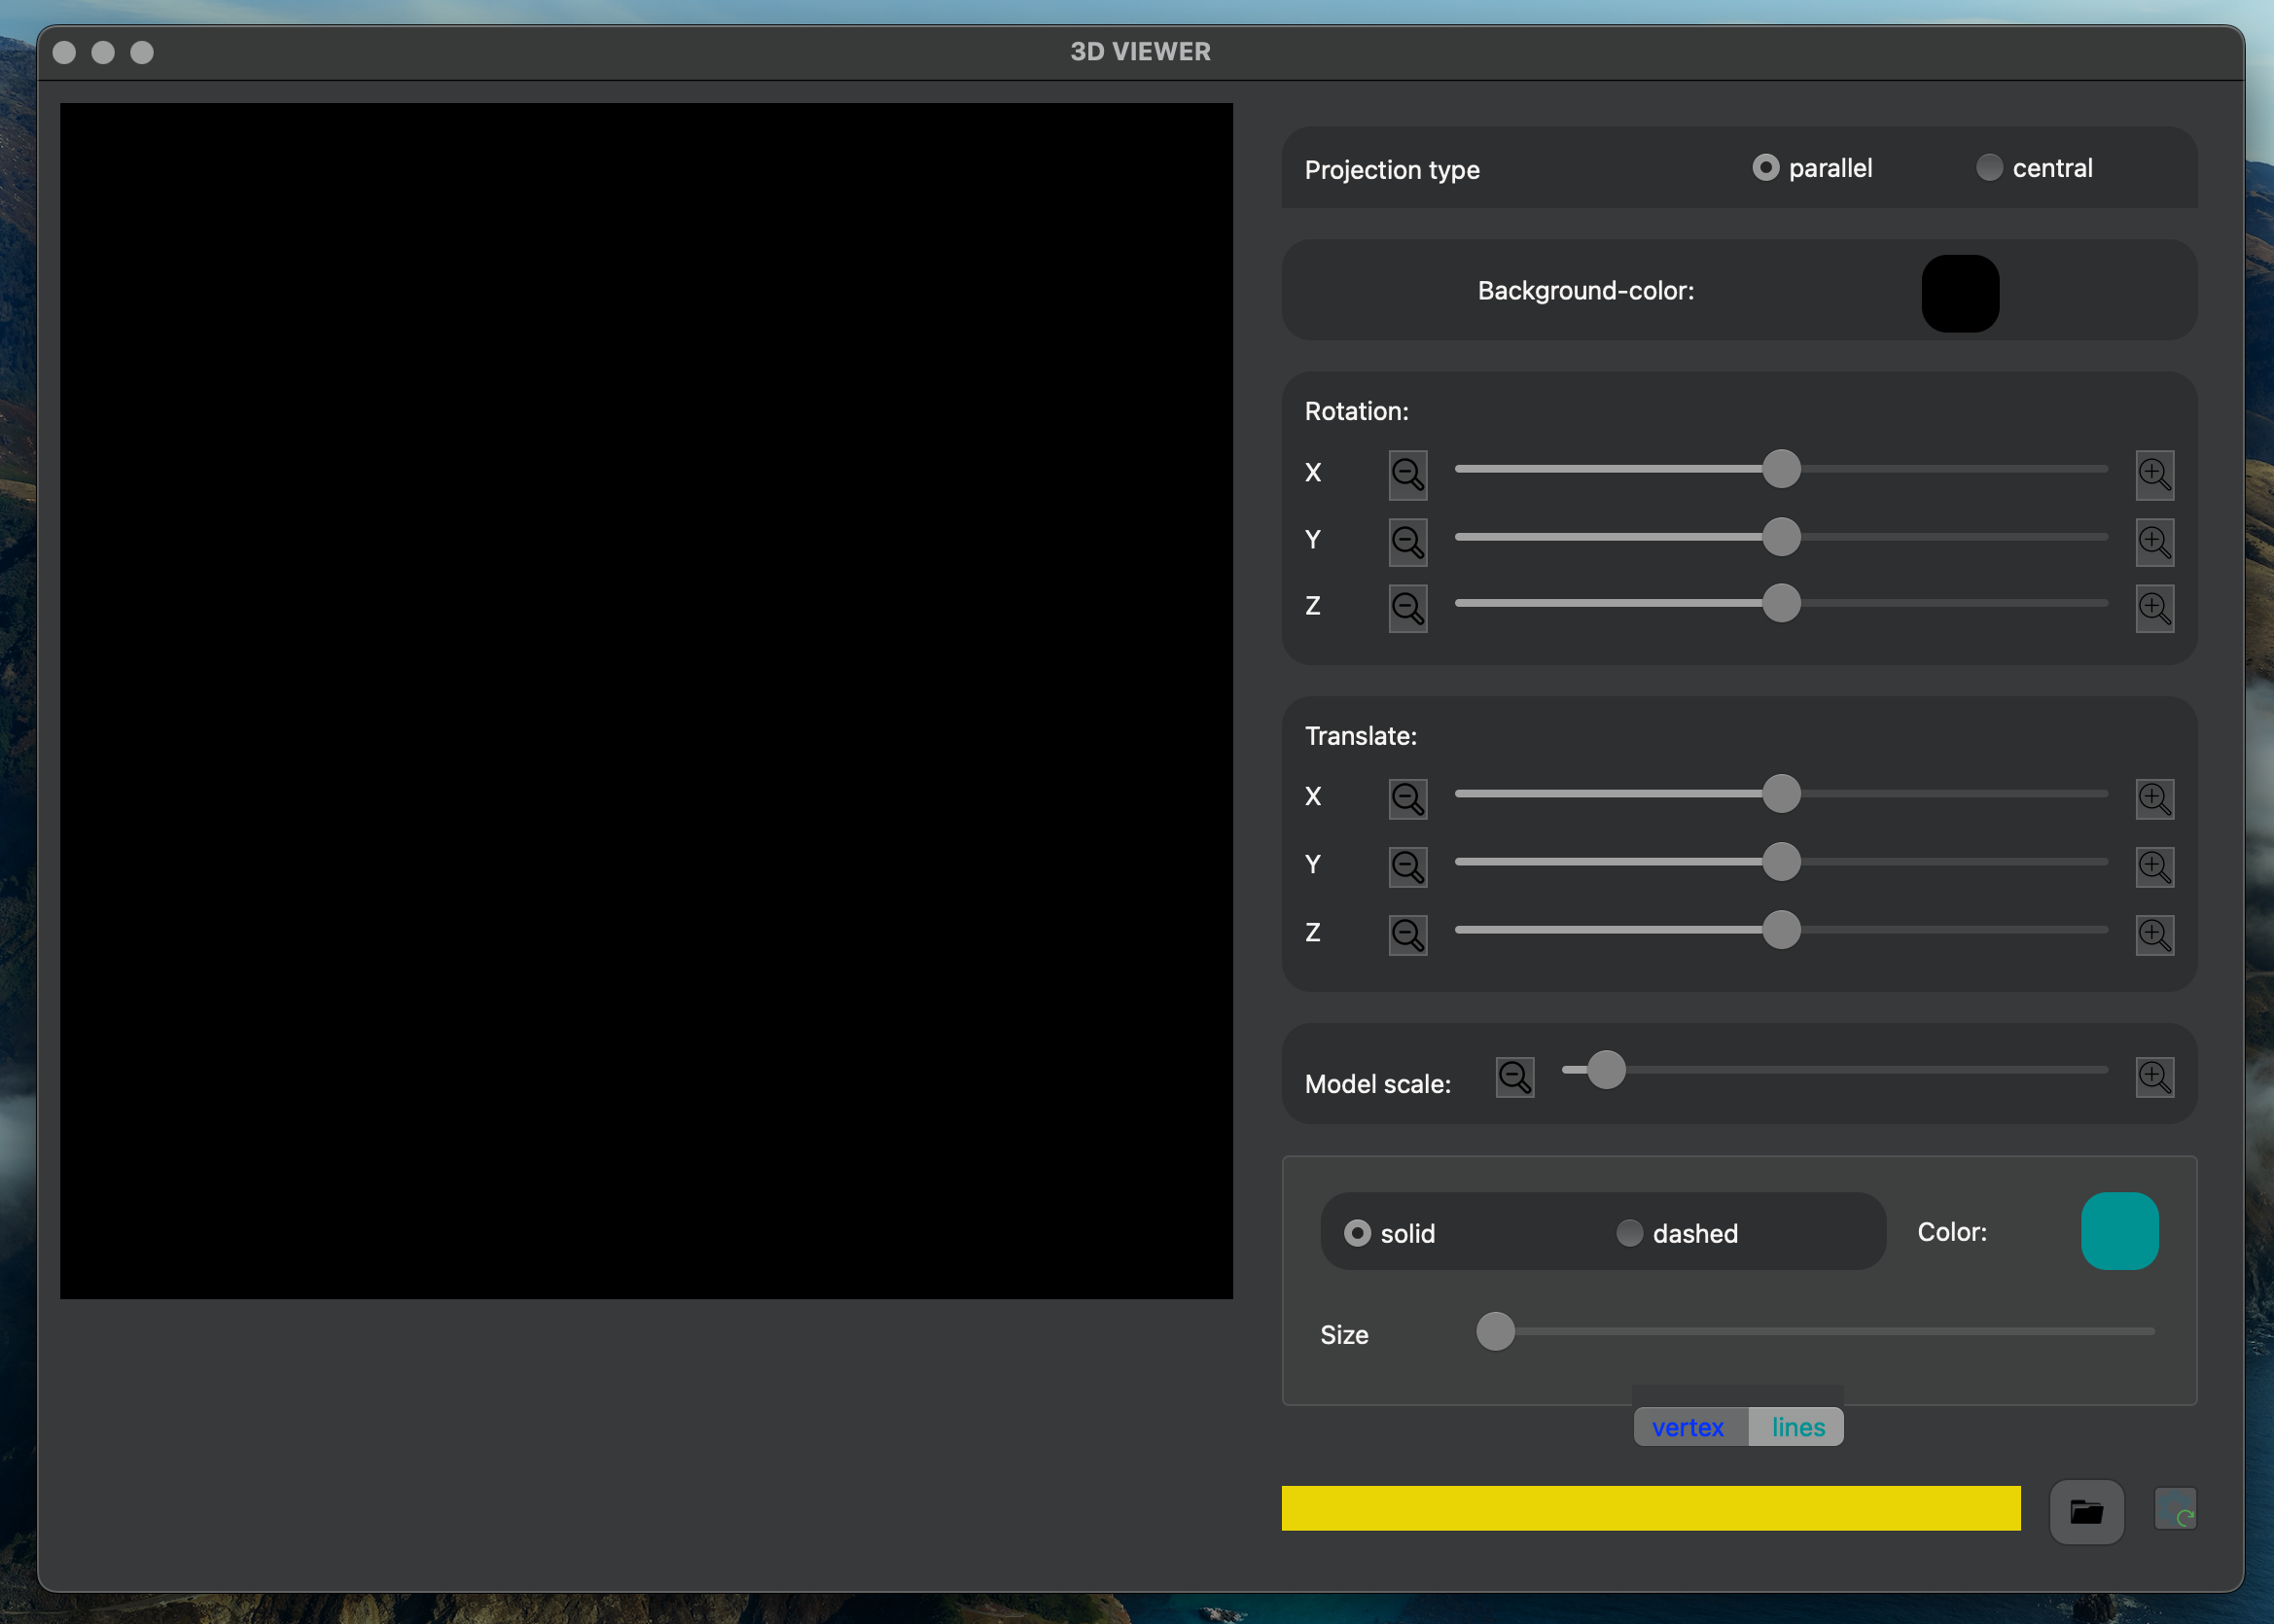 3D VIEWER
Projection type parallel central
Background-color:
Rotation:
X
Y
Z
Translate:
X
Y
Z
Model scale:
solid dashed Color:
Size
vertex lines